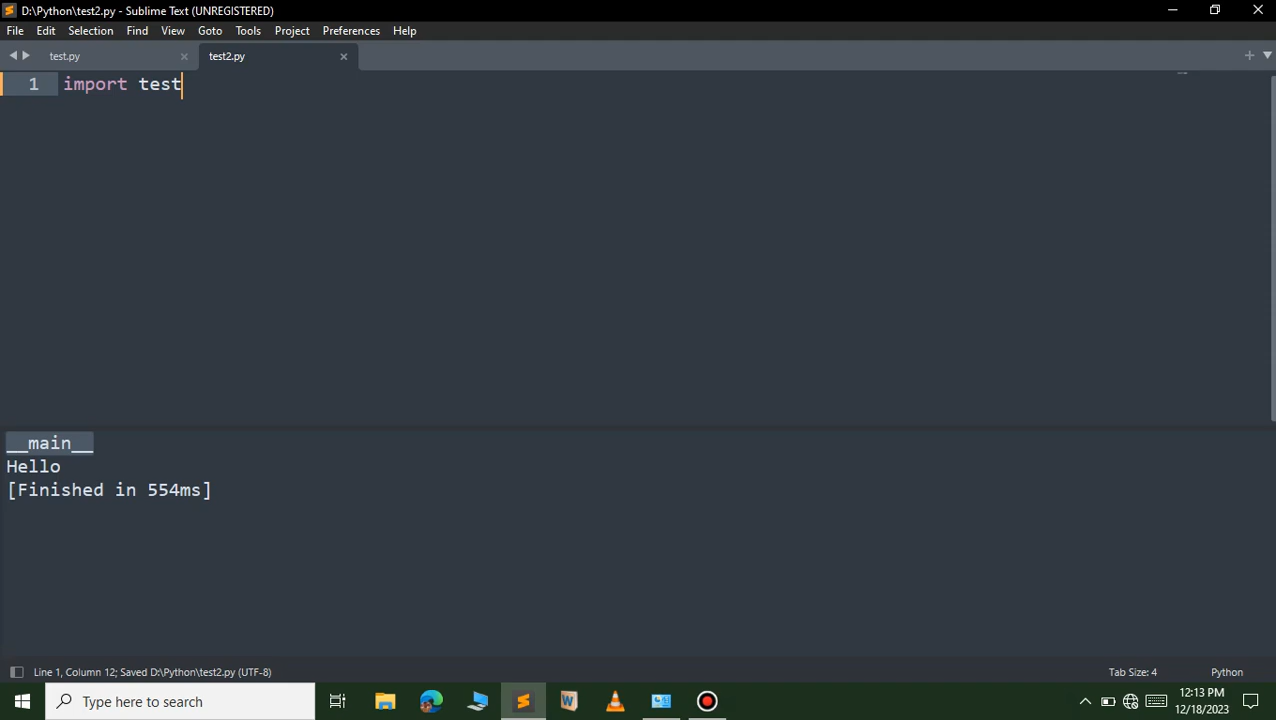 D:\Python\test2.py - Sublime Text (UNREGISTERED)
File Edit Selection Find View Goto Tools Project Preferences Help
test.py test2.py
1 import test
__main__
Hello
[Finished in 554ms]
Line 1, Column 12; Saved D:\Python\test2.py (UTF-8) Tab Size: 4 Python
Type here to search
12:13 PM
12/18/2023